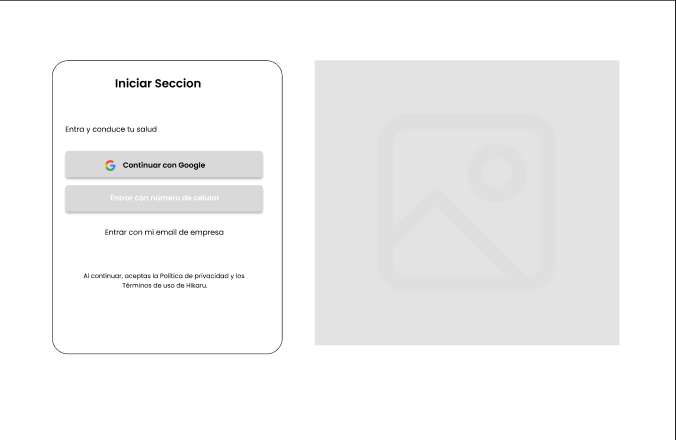 Iniciar Seccion
Entra y conduce tu salud
Continuar con Google
Entrar con número de celular
Entrar con mi email de empresa
Al continuar, aceptas la Política de privacidad y los
Términos de uso de Hikaru.